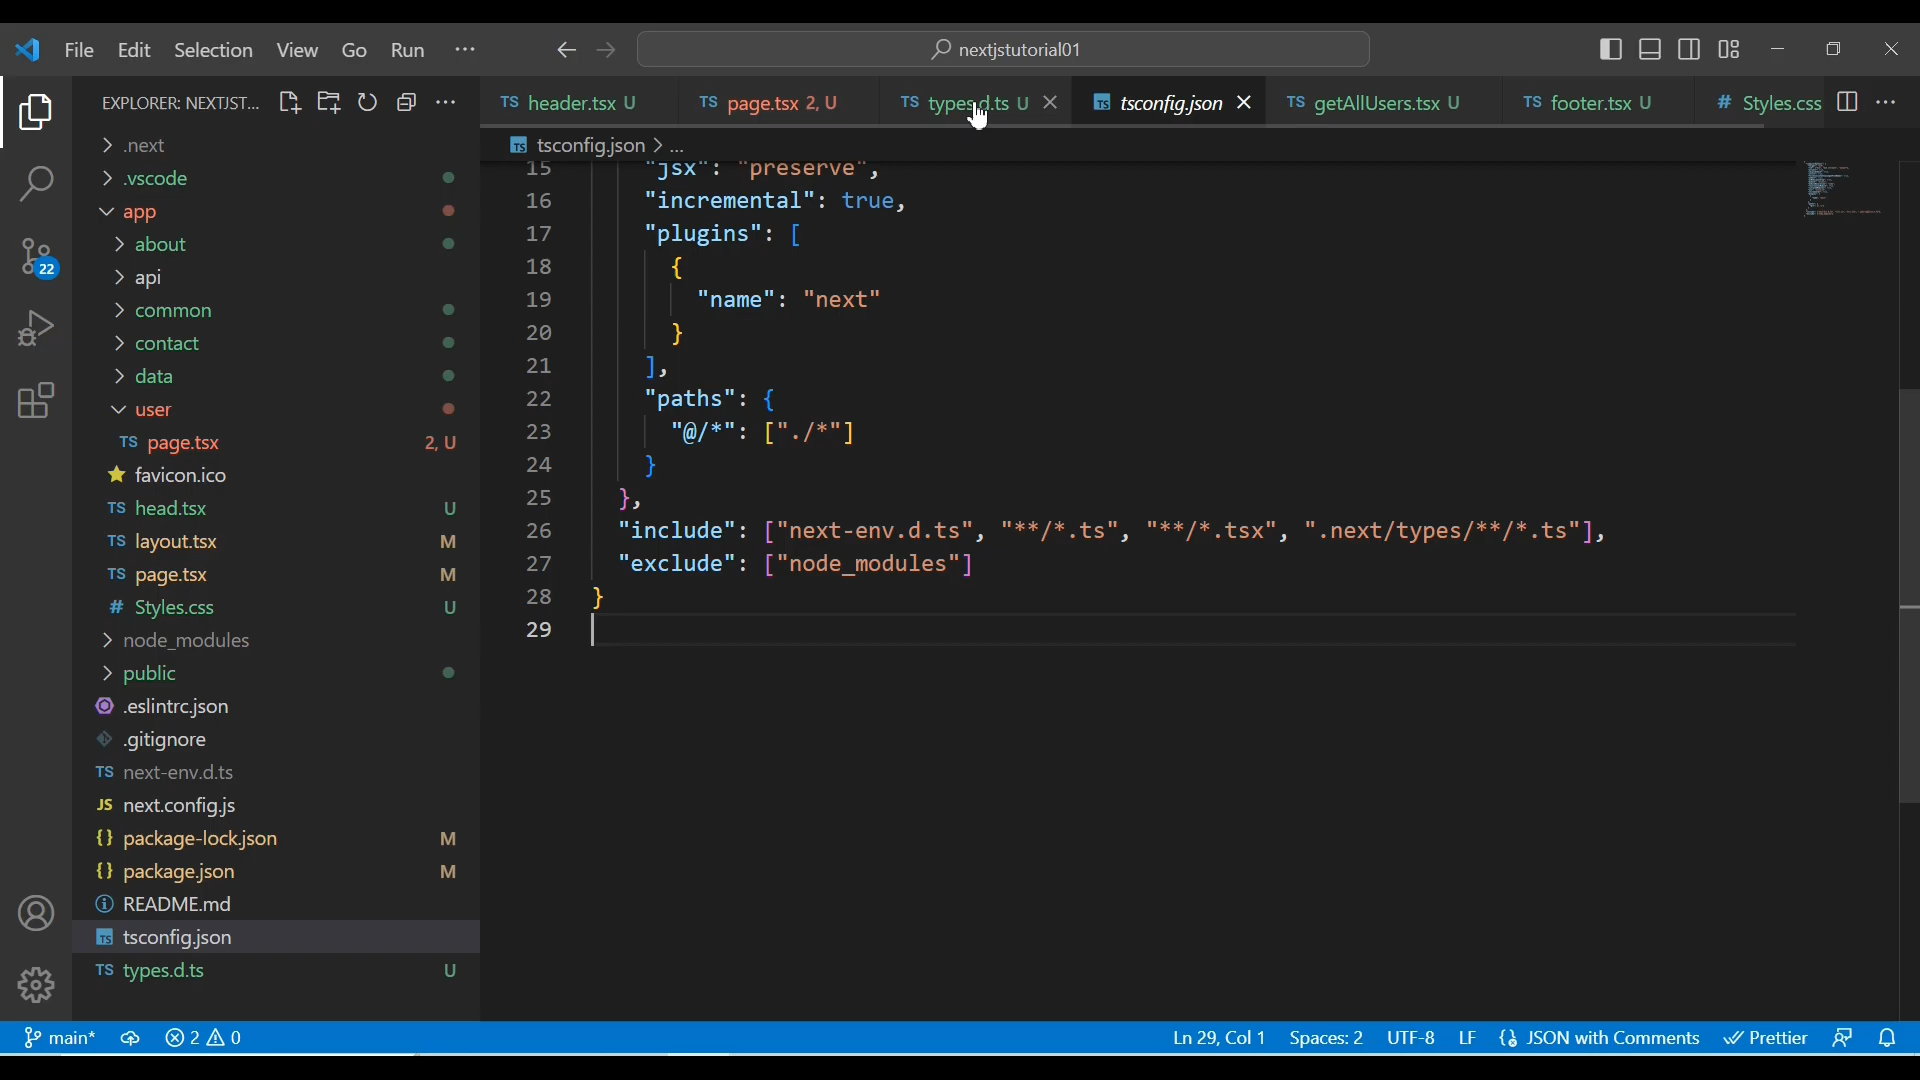 File Edit Selection View Go Run ··· nextjstutorial01
EXPLORER: NEXTJST...
header.tsx U
TS page.tsx 2, U
TS types.d.ts U
tsconfig.json
TS getAllUsers.tsx U
TS footer.tsx U
# Styles.css
TS tsconfig.json > ...
.next
.vscode
app
about
api
common
contact
data
user
TS page.tsx 2, U
favicon.ico
TS head.tsx U
TS layout.tsx M
TS page.tsx M
# Styles.css U
node_modules
public
.eslintrc.json
.gitignore
TS next-env.d.ts
JS next.config.js
{} package-lock.json M
{} package.json M
README.md
TS tsconfig.json
TS types.d.ts U
22
15 "jsx": "preserve",
16 "incremental": true,
17 "plugins": [
18 {
19 "name": "next"
20 }
21 ],
22 "paths": {
23 "@/*": ["./*"]
24 }
25 },
26 "include": ["next-env.d.ts", "**/*.ts", "**/*.tsx", ".next/types/**/*.ts"],
27 "exclude": ["node_modules"]
28 }
29
main* 2 0 Ln 29, Col 1 Spaces: 2 UTF-8 LF {} JSON with Comments Prettier